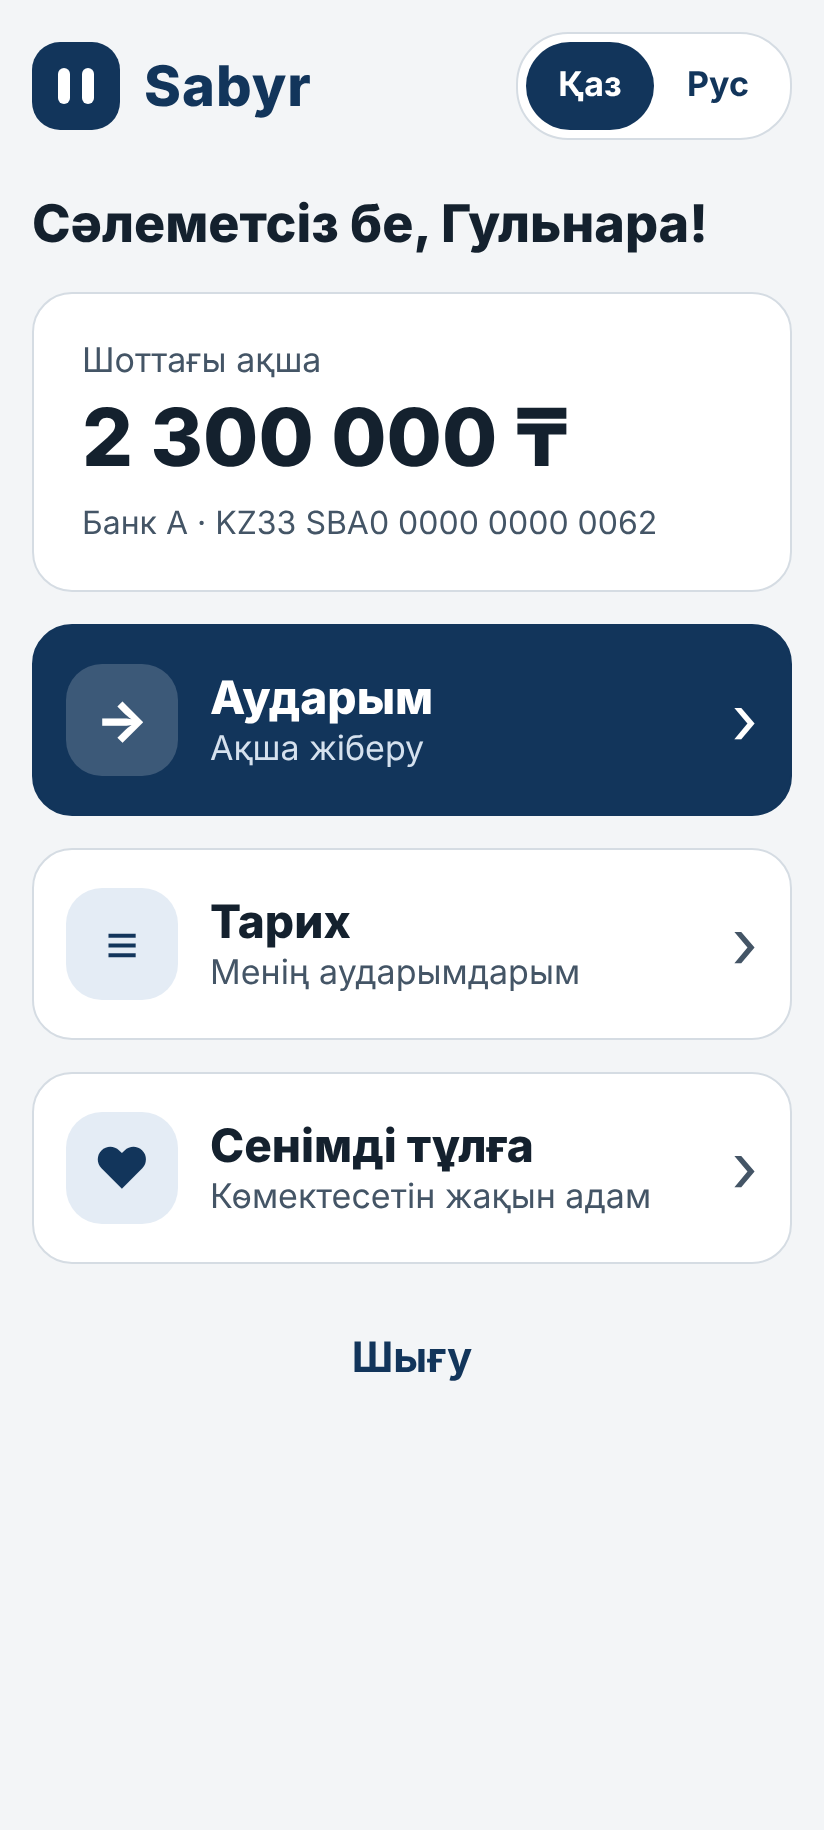 Sabyr
Қаз Рус
Сәлеметсіз бе, Гульнара!
Шоттағы ақша
2 300 000 ₸
Банк А · KZ33 SBA0 0000 0000 0062
Аударым
Ақша жіберу
Тарих
Менің аударымдарым
Сенімді тұлға
Көмектесетін жақын адам
Шығу